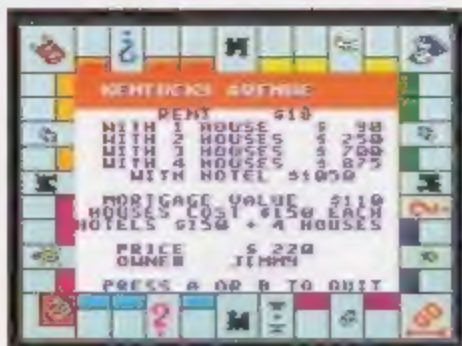 KENTUCKY AVENUE
RENT $18
WITH 1 HOUSE $ 90
WITH 2 HOUSES $ 250
WITH 3 HOUSES $ 700
WITH 4 HOUSES $ 875
WITH HOTEL $1050
MORTGAGE VALUE $110
HOUSES COST $150 EACH
HOTELS $150 + 4 HOUSES
PRICE $ 220
OWNER JIMMY
PRESS A OR B TO QUIT
GO